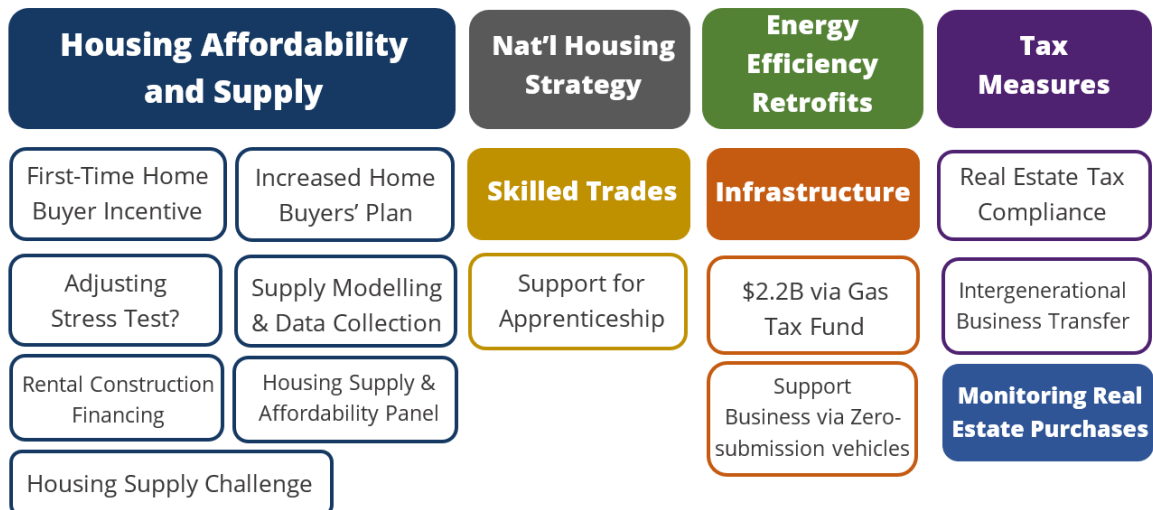 Housing Affordability
and Supply
Nat’l Housing
Strategy
Energy
Efficiency
Retrofits
Tax
Measures
First-Time Home
Buyer Incentive
Increased Home
Buyers’ Plan
Skilled Trades
Infrastructure
Real Estate Tax
Compliance
Adjusting
Stress Test?
Supply Modelling
& Data Collection
Support for
Apprenticeship
$2.2B via Gas
Tax Fund
Intergenerational
Business Transfer
Rental Construction
Financing
Housing Supply &
Affordability Panel
Support
Business via Zero-
submission vehicles
Monitoring Real
Estate Purchases
Housing Supply Challenge